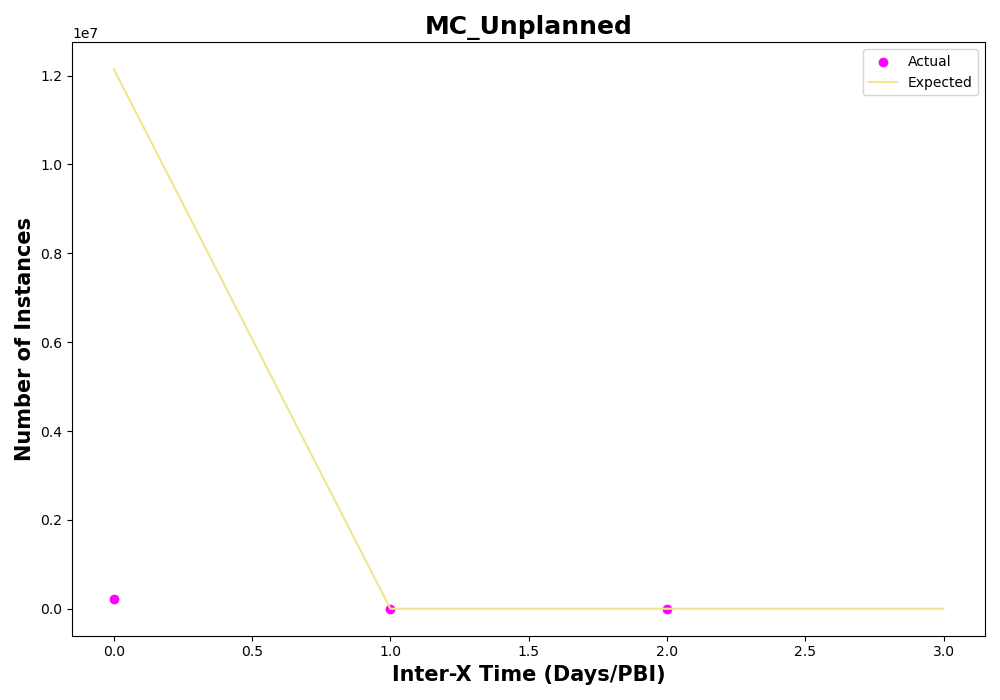 MC_Unplanned
1e7
Actual
Expected
1.2
1.0
0.8
0.6
0.4
0.2
0.0
Number of Instances
0.0 0.5 1.0 1.5 2.0 2.5 3.0
Inter-X Time (Days/PBI)